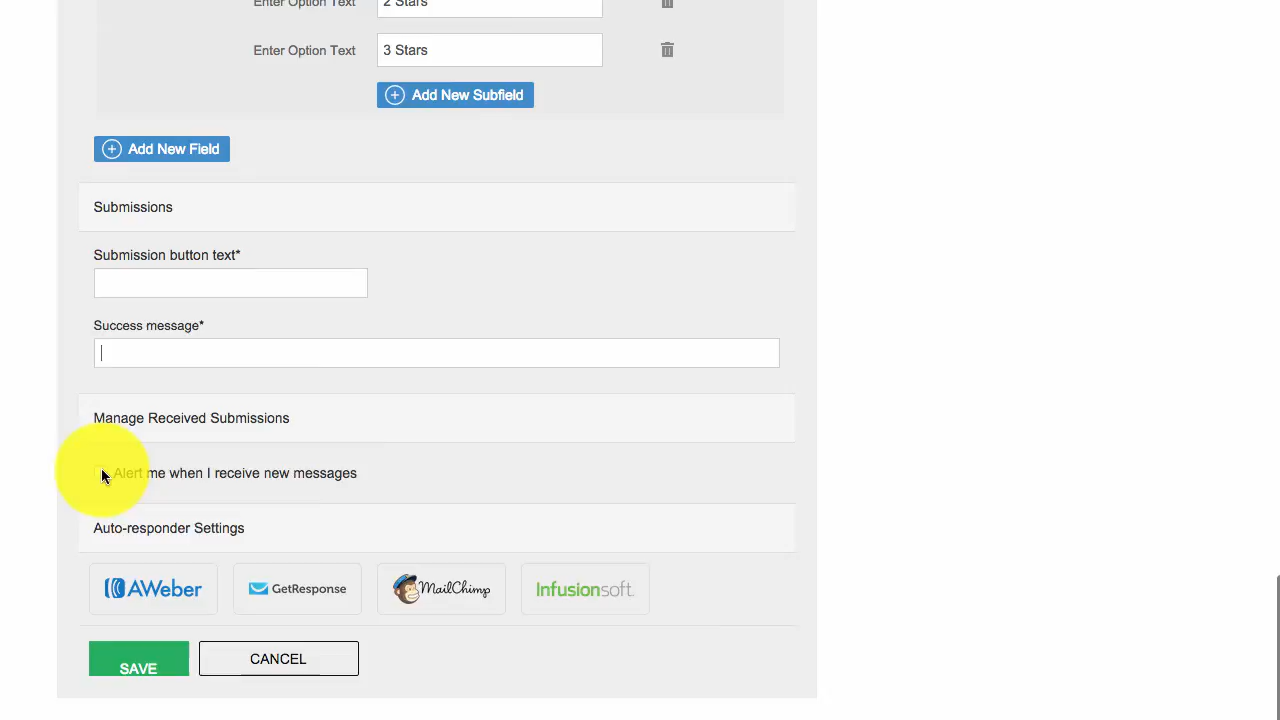 Enter Option Text 2 Stars
Enter Option Text 3 Stars
Add New Subfield
Add New Field
Submissions
Submission button text*
Success message*
Manage Received Submissions
Alert me when I receive new messages
Auto-responder Settings
AWeber GetResponse MailChimp Infusionsoft.
SAVE CANCEL